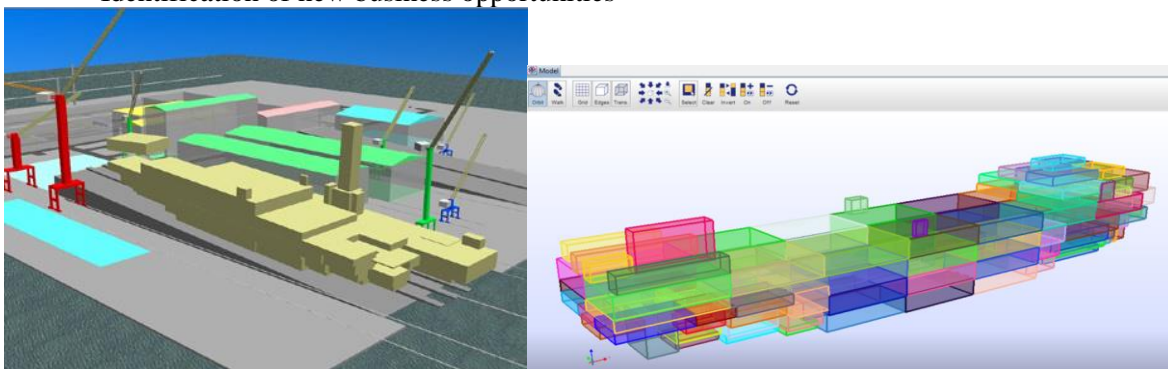 identification of new business opportunities
Model
Orbit Walk Grid Edges Trans. Select Clear Invert On Off Reset